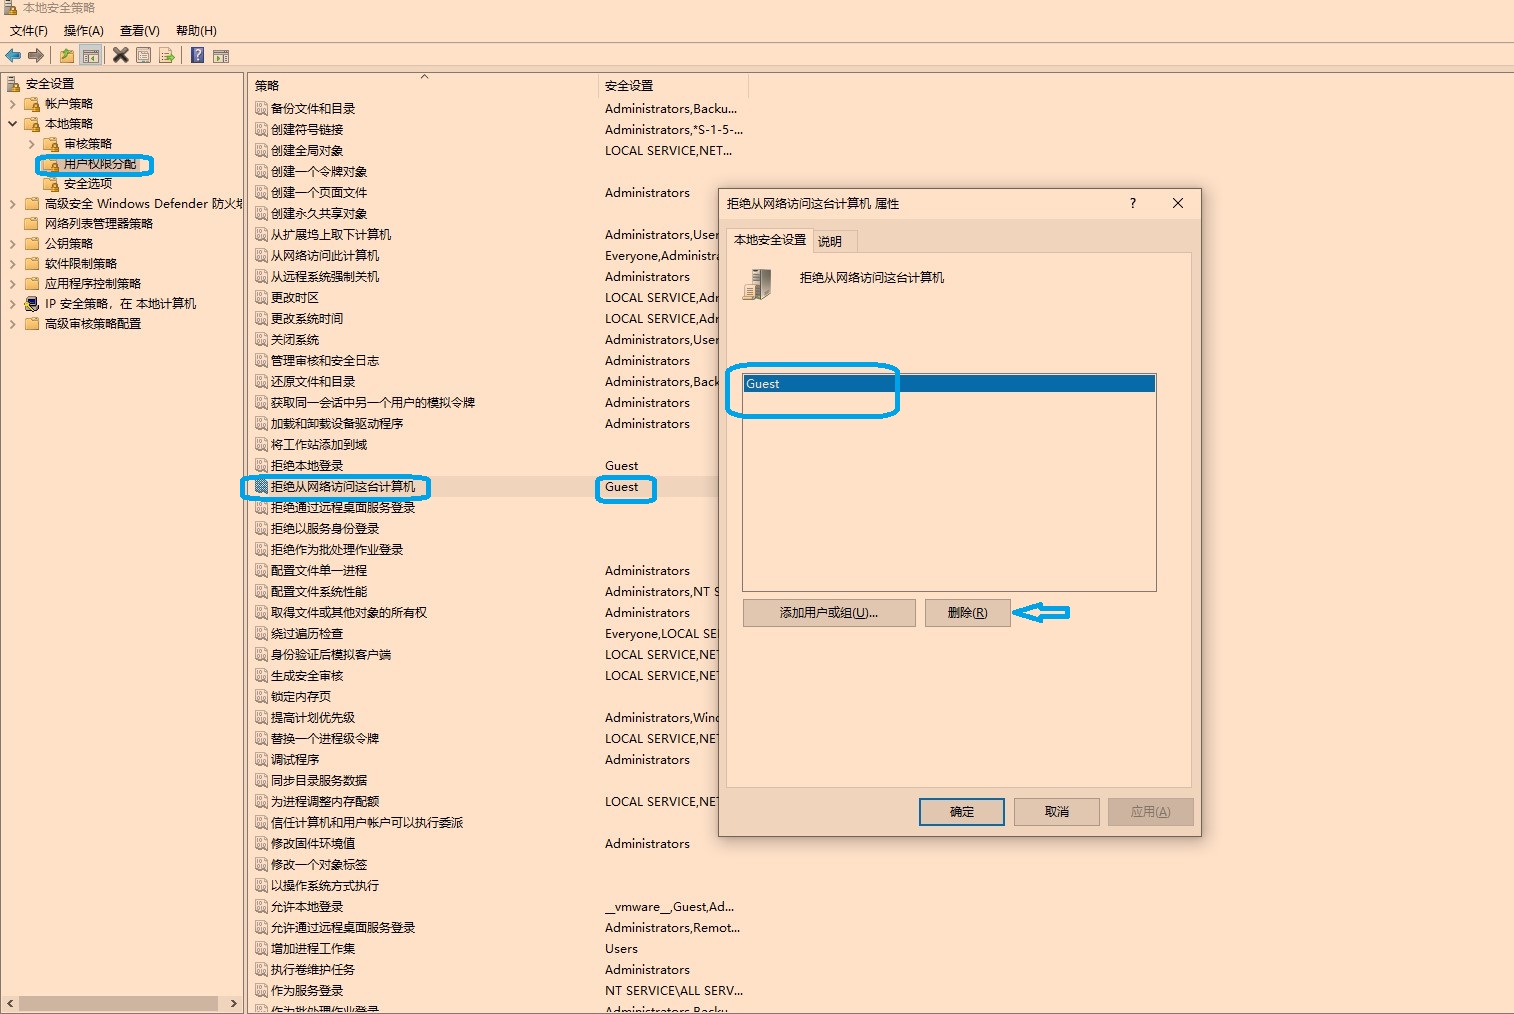 本地安全策略
文件(F) 操作(A) 查看(V) 帮助(H)
安全设置
帐户策略
本地策略
审核策略
用户权限分配
安全选项
高级安全 Windows Defender 防火墙
网络列表管理器策略
公钥策略
软件限制策略
应用程序控制策略
IP 安全策略，在 本地计算机
高级审核策略配置
策略 安全设置
备份文件和目录 Administrators,Backu...
创建符号链接 Administrators,*S-1-5-...
创建全局对象 LOCAL SERVICE,NET...
创建一个令牌对象
创建一个页面文件 Administrators
创建永久共享对象
从扩展坞上取下计算机 Administrators,User
从网络访问此计算机 Everyone,Administra
从远程系统强制关机 Administrators
更改时区 LOCAL SERVICE,Adr
更改系统时间 LOCAL SERVICE,Adr
关闭系统 Administrators,User
管理审核和安全日志 Administrators
还原文件和目录 Administrators,Back
获取同一会话中另一个用户的模拟令牌 Administrators
加载和卸载设备驱动程序 Administrators
将工作站添加到域
拒绝本地登录 Guest
拒绝从网络访问这台计算机 Guest
拒绝通过远程桌面服务登录
拒绝以服务身份登录
拒绝作为批处理作业登录
配置文件单一进程 Administrators
配置文件系统性能 Administrators,NT S
取得文件或其他对象的所有权 Administrators
绕过遍历检查 Everyone,LOCAL SE
身份验证后模拟客户端 LOCAL SERVICE,NET
生成安全审核 LOCAL SERVICE,NET
锁定内存页
提高计划优先级 Administrators,Wind
替换一个进程级令牌 LOCAL SERVICE,NET
调试程序 Administrators
同步目录服务数据
为进程调整内存配额 LOCAL SERVICE,NET
信任计算机和用户帐户可以执行委派
修改固件环境值 Administrators
修改一个对象标签
以操作系统方式执行
允许本地登录 __vmware__,Guest,Ad...
允许通过远程桌面服务登录 Administrators,Remot...
增加进程工作集 Users
执行卷维护任务 Administrators
作为服务登录 NT SERVICE\ALL SERV...
作为批处理作业登录 Administrators,Backu
拒绝从网络访问这台计算机 属性 ?
本地安全设置 说明
拒绝从网络访问这台计算机
Guest
添加用户或组(U)... 删除(R)
确定 取消 应用(A)